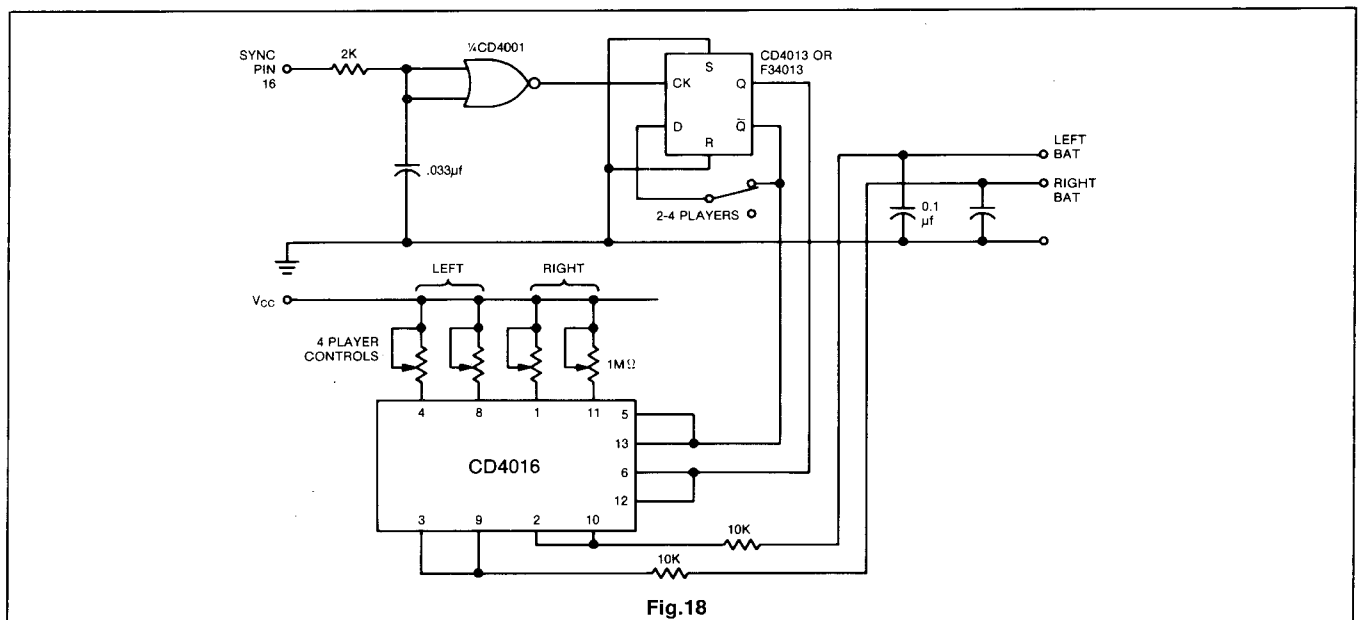 SYNC
PIN
16
2K
¼CD4001
.033µf
CD4013 OR
F34013
S
CK
Q
D
Q̅
R
2-4 PLAYERS
LEFT
BAT
RIGHT
BAT
0.1
µf
LEFT
RIGHT
VCC
4 PLAYER
CONTROLS
1MΩ
4 8 1 11
5
13
6
12
CD4016
3 9 2 10
10K
10K
Fig.18